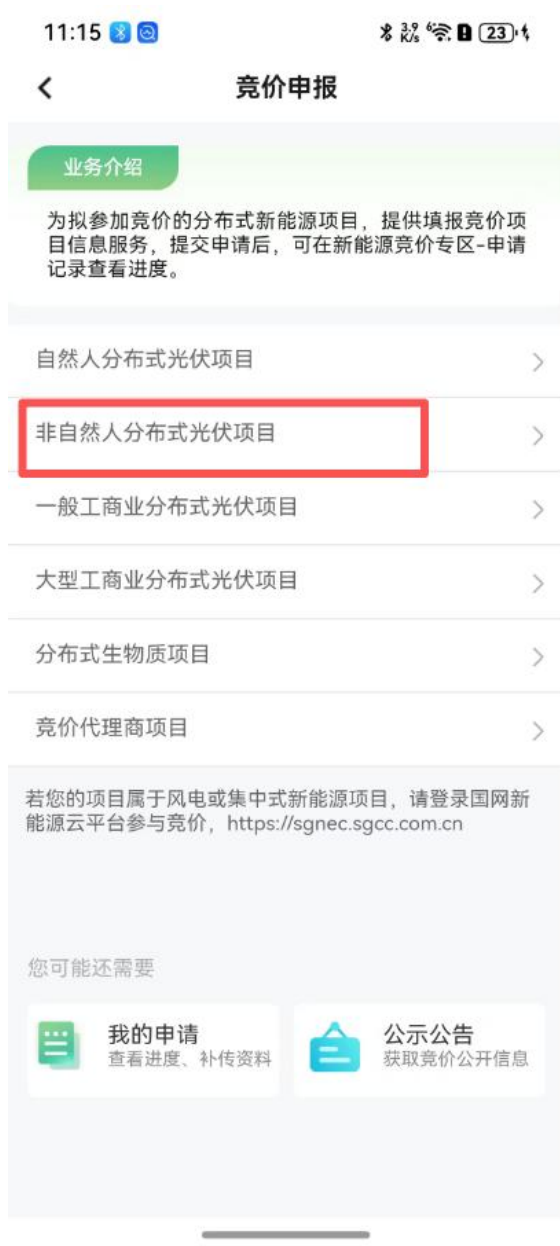 11:15
3.9 K/s 6 23
竞价申报
业务介绍
为拟参加竞价的分布式新能源项目，提供填报竞价项
目信息服务，提交申请后，可在新能源竞价专区-申请
记录查看进度。
自然人分布式光伏项目
非自然人分布式光伏项目
一般工商业分布式光伏项目
大型工商业分布式光伏项目
分布式生物质项目
竞价代理商项目
若您的项目属于风电或集中式新能源项目，请登录国网新
能源云平台参与竞价，https://sgnec.sgcc.com.cn
您可能还需要
我的申请
查看进度、补传资料
公示公告
获取竞价公开信息